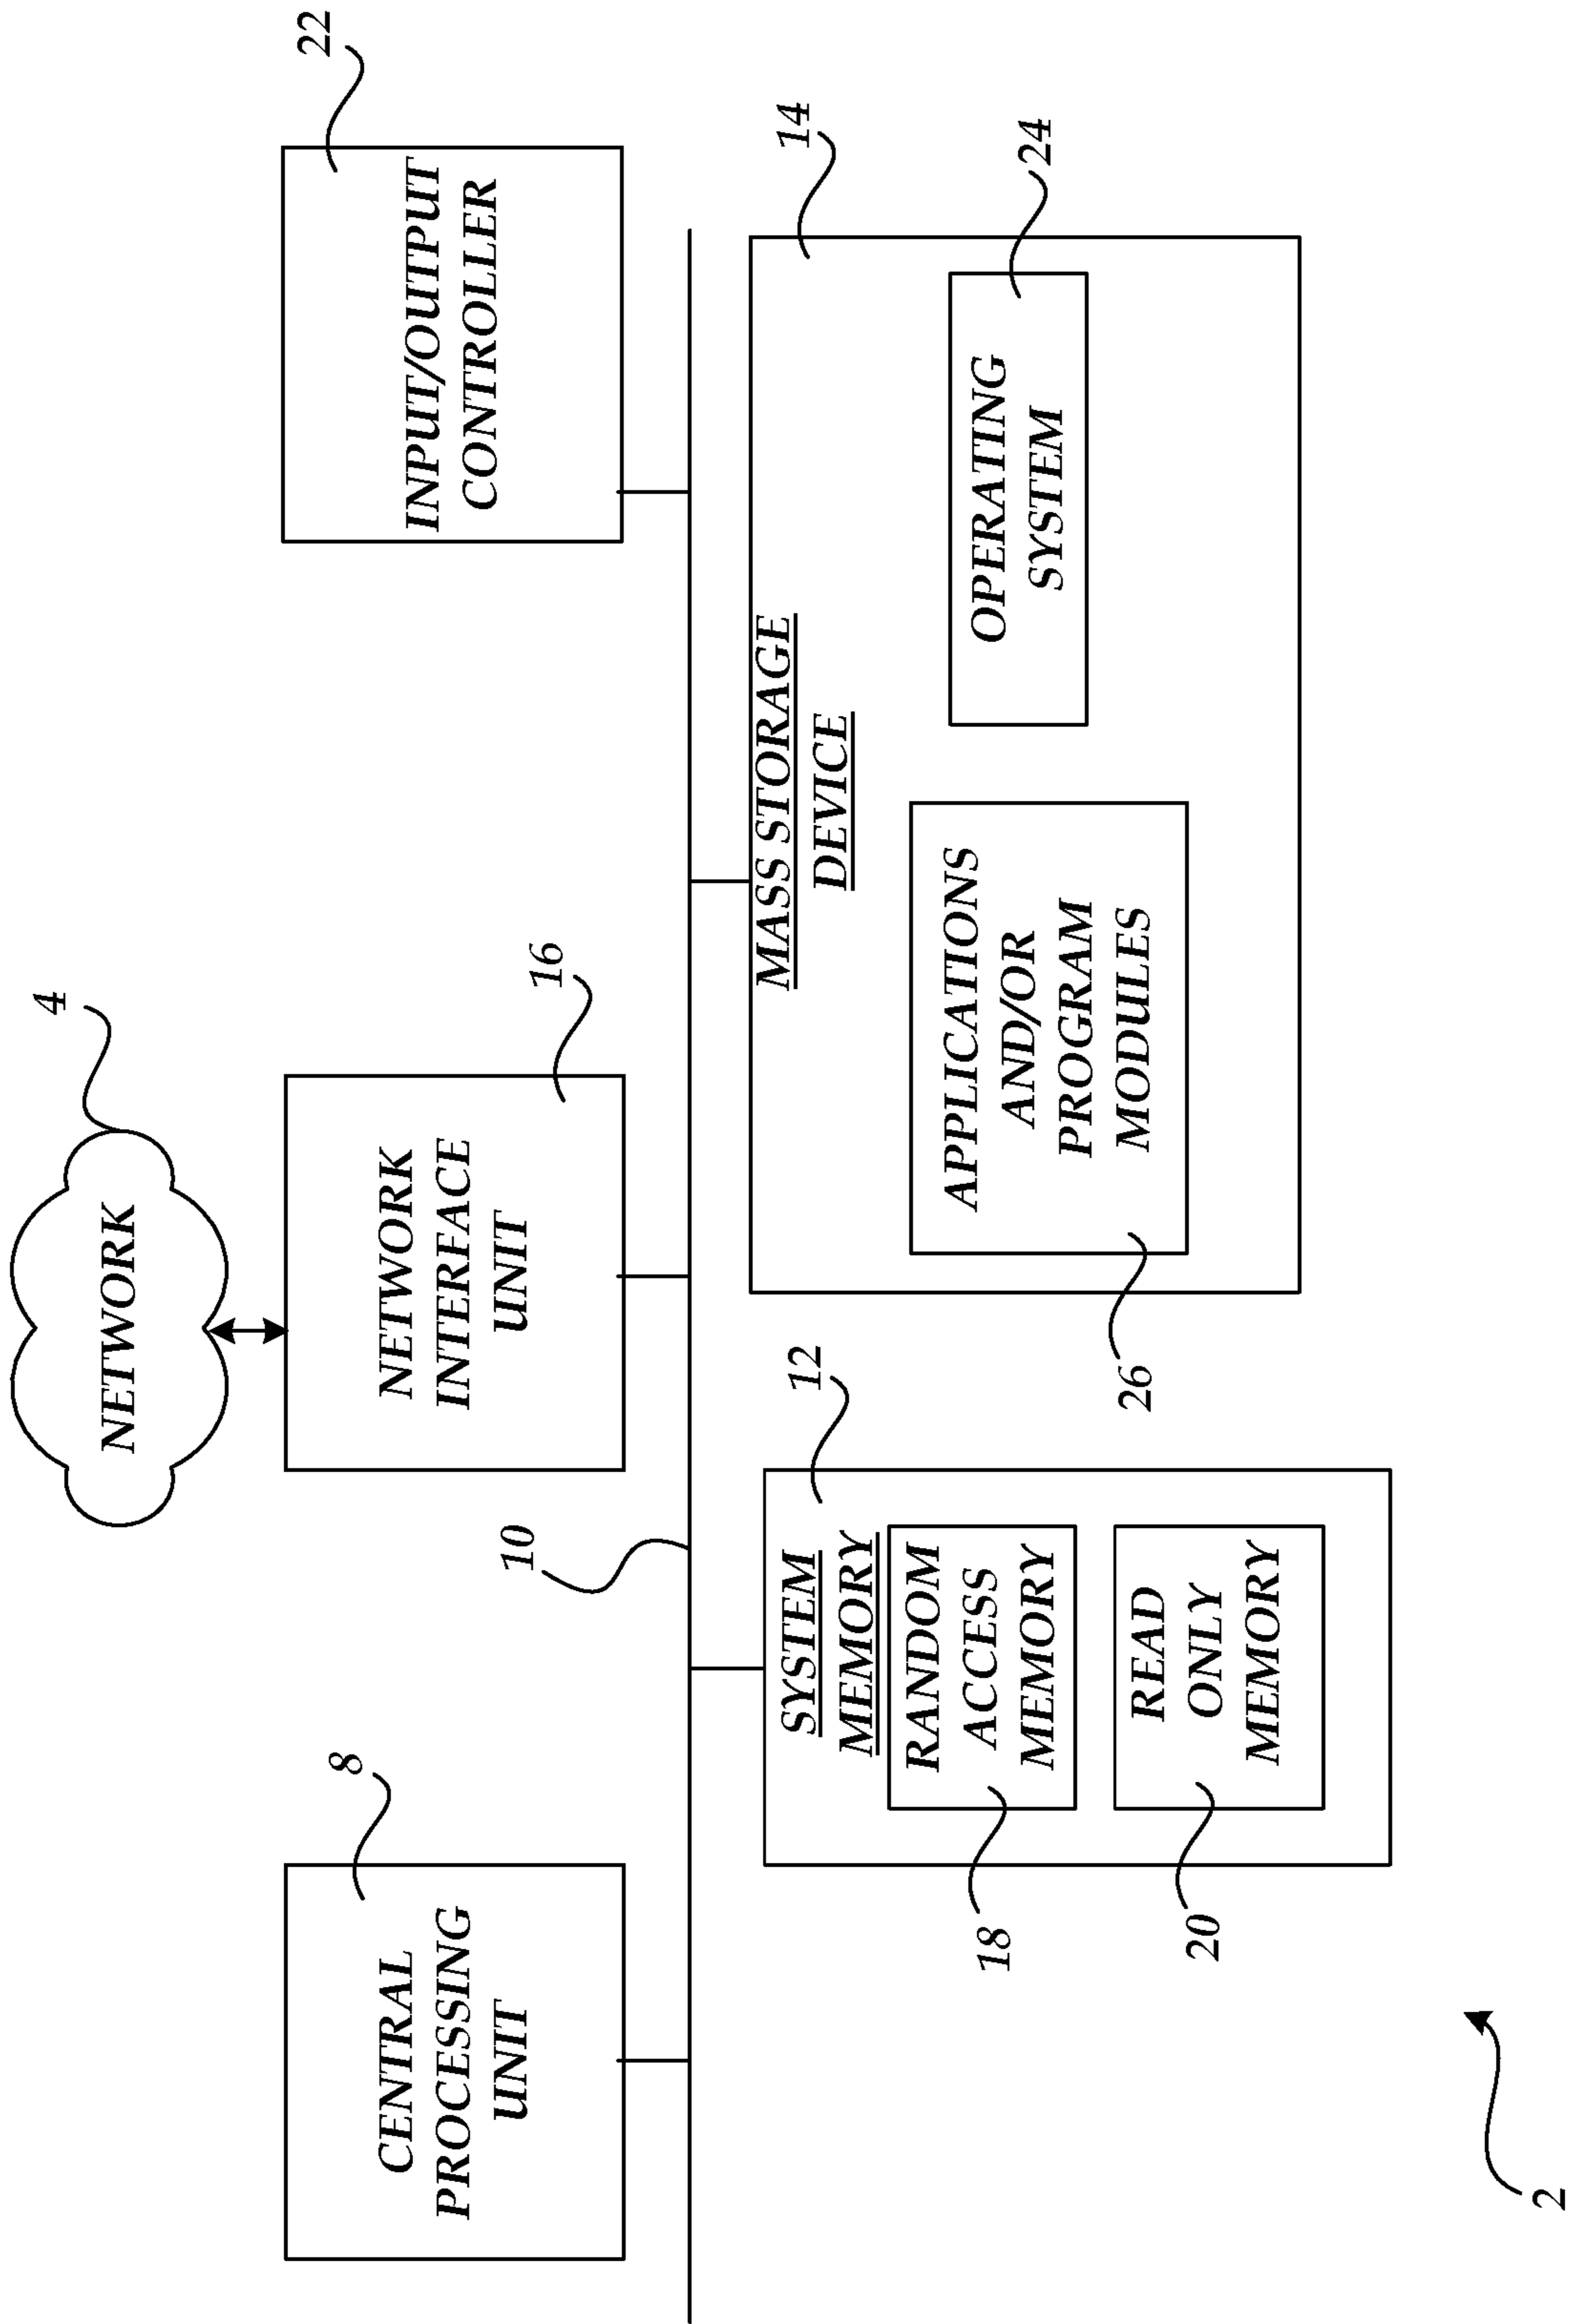 4
NETWORK
8
CENTRAL
PROCESSING
UNIT
10
NETWORK
INTERFACE
UNIT
16
INPUT/OUTPUT
CONTROLLER
22
12
SYSTEM
MEMORY
RANDOM
ACCESS
MEMORY
18
READ
ONLY
MEMORY
20
14
MASS STORAGE
DEVICE
APPLICATIONS
AND/OR
PROGRAM
MODULES
26
OPERATING
SYSTEM
24
2